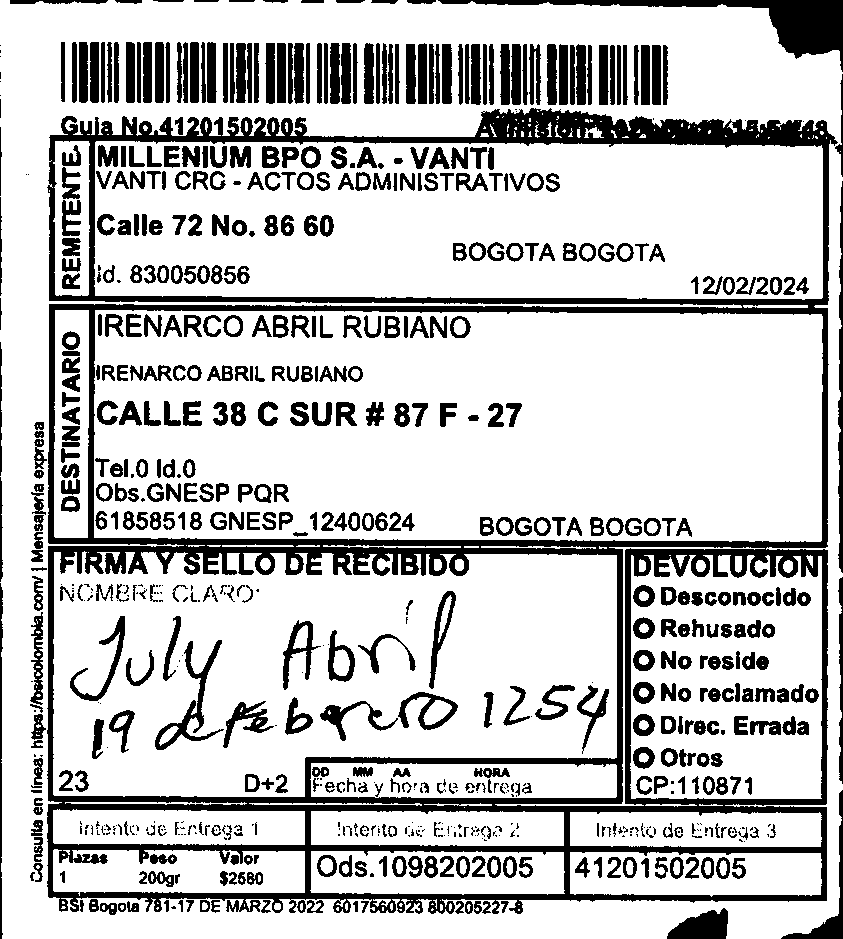 Guia No.41201502005
REMITENTE
MILLENIUM BPO S.A. - VANTI
VANTI CRG - ACTOS ADMINISTRATIVOS
Calle 72 No. 86 60
BOGOTA BOGOTA
Id. 830050856
12/02/2024
DESTINATARIO
IRENARCO ABRIL RUBIANO
IRENARCO ABRIL RUBIANO
CALLE 38 C SUR # 87 F - 27
Tel.0 Id.0
Obs.GNESP PQR
61858518 GNESP_12400624
BOGOTA BOGOTA
Consulta en línea: https://bsicolombia.com/ | Mensajería expresa
FIRMA Y SELLO DE RECIBIDO
NOMBRE CLARO:
July Abril
19 de febrero 1254
23
D+2
DD MM AA HORA
Fecha y hora de entrega
DEVOLUCION
Desconocido
Rehusado
No reside
No reclamado
Direc. Errada
Otros
CP:110871
Intento de Entrega 1
Intento de Entrega 2
Intento de Entrega 3
Plazas Peso Valor
1 200gr $2580
Ods.1098202005
41201502005
BSI Bogota 781-17 DE MARZO 2022 6017560923 800205227-8